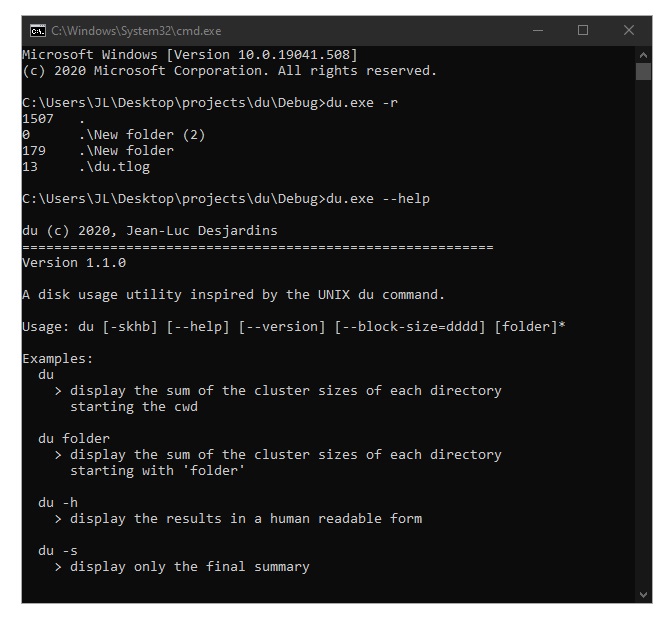 C:\Windows\System32\cmd.exe
Microsoft Windows [Version 10.0.19041.508]
(c) 2020 Microsoft Corporation. All rights reserved.

C:\Users\JL\Desktop\projects\du\Debug>du.exe -r
1507   .
0      .\New folder (2)
179    .\New folder
13     .\du.tlog

C:\Users\JL\Desktop\projects\du\Debug>du.exe --help

du (c) 2020, Jean-Luc Desjardins
===========================================================
Version 1.1.0

A disk usage utility inspired by the UNIX du command.

Usage: du [-skhb] [--help] [--version] [--block-size=dddd] [folder]*

Examples:
  du
    > display the sum of the cluster sizes of each directory
      starting the cwd

  du folder
    > display the sum of the cluster sizes of each directory
      starting with 'folder'

  du -h
    > display the results in a human readable form

  du -s
    > display only the final summary